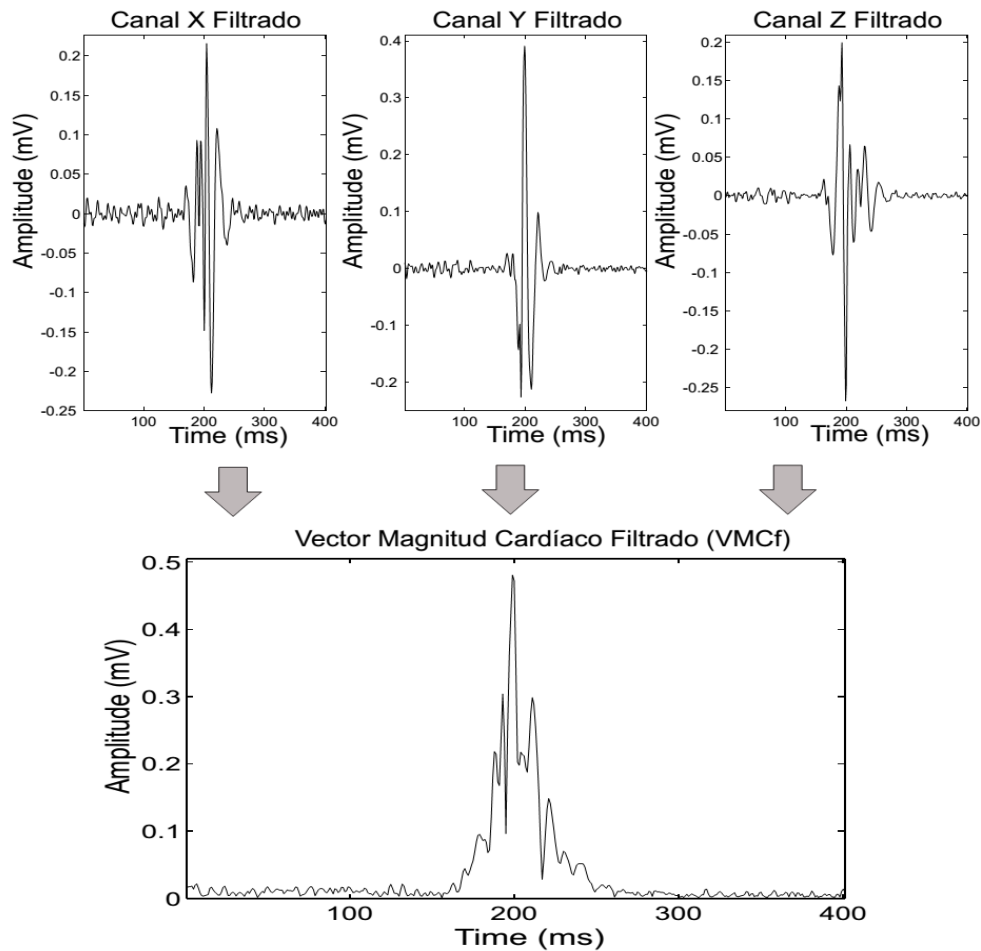 Canal X Filtrado
Canal Y Filtrado
Canal Z Filtrado
Amplitude (mV)
0.2
0.15
0.1
0.05
0
-0.05
-0.1
-0.15
-0.2
-0.25
100 200 300 400
Time (ms)
Amplitude (mV)
0.4
0.3
0.2
0.1
0
-0.1
-0.2
100 200 300 400
Time (ms)
Amplitude (mV)
0.2
0.15
0.1
0.05
0
-0.05
-0.1
-0.15
-0.2
-0.25
100 200 300 400
Time (ms)
Vector Magnitud Cardíaco Filtrado (VMCf)
Amplitude (mV)
0.5
0.4
0.3
0.2
0.1
0
100 200 300 400
Time (ms)